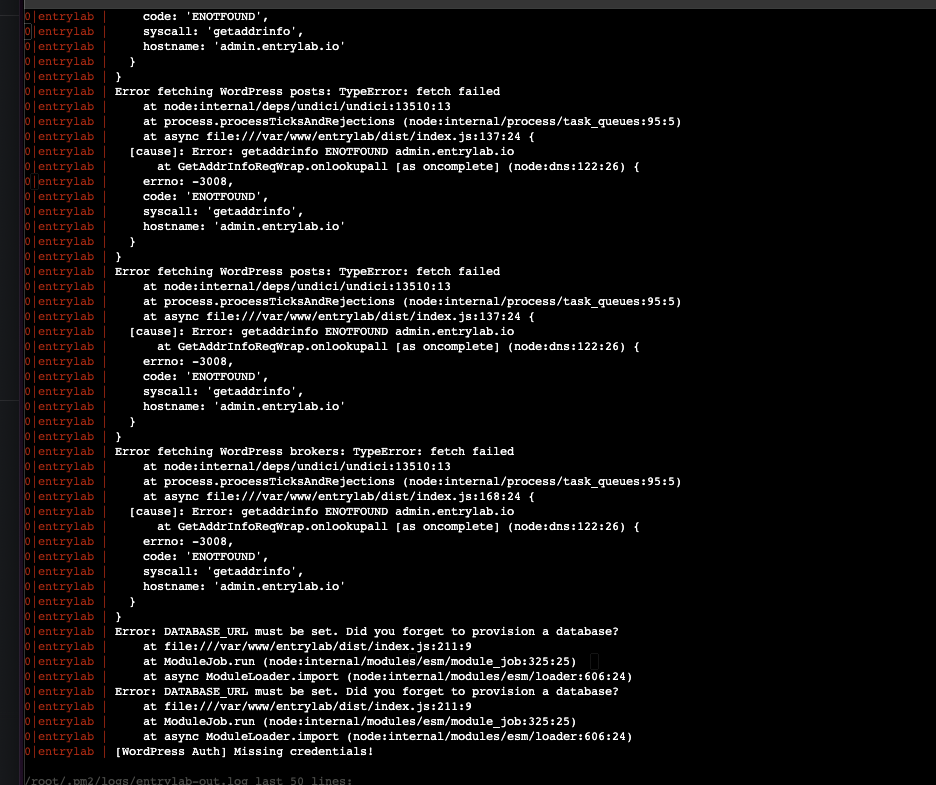 0|entrylab |     code: 'ENOTFOUND',
0|entrylab |     syscall: 'getaddrinfo',
0|entrylab |     hostname: 'admin.entrylab.io'
0|entrylab |   }
0|entrylab | }
0|entrylab | Error fetching WordPress posts: TypeError: fetch failed
0|entrylab |     at node:internal/deps/undici/undici:13510:13
0|entrylab |     at process.processTicksAndRejections (node:internal/process/task_queues:95:5)
0|entrylab |     at async file:///var/www/entrylab/dist/index.js:137:24 {
0|entrylab |   [cause]: Error: getaddrinfo ENOTFOUND admin.entrylab.io
0|entrylab |       at GetAddrInfoReqWrap.onlookupall [as oncomplete] (node:dns:122:26) {
0|entrylab |     errno: -3008,
0|entrylab |     code: 'ENOTFOUND',
0|entrylab |     syscall: 'getaddrinfo',
0|entrylab |     hostname: 'admin.entrylab.io'
0|entrylab |   }
0|entrylab | }
0|entrylab | Error fetching WordPress posts: TypeError: fetch failed
0|entrylab |     at node:internal/deps/undici/undici:13510:13
0|entrylab |     at process.processTicksAndRejections (node:internal/process/task_queues:95:5)
0|entrylab |     at async file:///var/www/entrylab/dist/index.js:137:24 {
0|entrylab |   [cause]: Error: getaddrinfo ENOTFOUND admin.entrylab.io
0|entrylab |       at GetAddrInfoReqWrap.onlookupall [as oncomplete] (node:dns:122:26) {
0|entrylab |     errno: -3008,
0|entrylab |     code: 'ENOTFOUND',
0|entrylab |     syscall: 'getaddrinfo',
0|entrylab |     hostname: 'admin.entrylab.io'
0|entrylab |   }
0|entrylab | }
0|entrylab | Error fetching WordPress brokers: TypeError: fetch failed
0|entrylab |     at node:internal/deps/undici/undici:13510:13
0|entrylab |     at process.processTicksAndRejections (node:internal/process/task_queues:95:5)
0|entrylab |     at async file:///var/www/entrylab/dist/index.js:168:24 {
0|entrylab |   [cause]: Error: getaddrinfo ENOTFOUND admin.entrylab.io
0|entrylab |       at GetAddrInfoReqWrap.onlookupall [as oncomplete] (node:dns:122:26) {
0|entrylab |     errno: -3008,
0|entrylab |     code: 'ENOTFOUND',
0|entrylab |     syscall: 'getaddrinfo',
0|entrylab |     hostname: 'admin.entrylab.io'
0|entrylab |   }
0|entrylab | }
0|entrylab | Error: DATABASE_URL must be set. Did you forget to provision a database?
0|entrylab |     at file:///var/www/entrylab/dist/index.js:211:9
0|entrylab |     at ModuleJob.run (node:internal/modules/esm/module_job:325:25)
0|entrylab |     at async ModuleLoader.import (node:internal/modules/esm/loader:606:24)
0|entrylab | Error: DATABASE_URL must be set. Did you forget to provision a database?
0|entrylab |     at file:///var/www/entrylab/dist/index.js:211:9
0|entrylab |     at ModuleJob.run (node:internal/modules/esm/module_job:325:25)
0|entrylab |     at async ModuleLoader.import (node:internal/modules/esm/loader:606:24)
0|entrylab | [WordPress Auth] Missing credentials!
/root/.pm2/logs/entrylab-out.log last 50 lines: